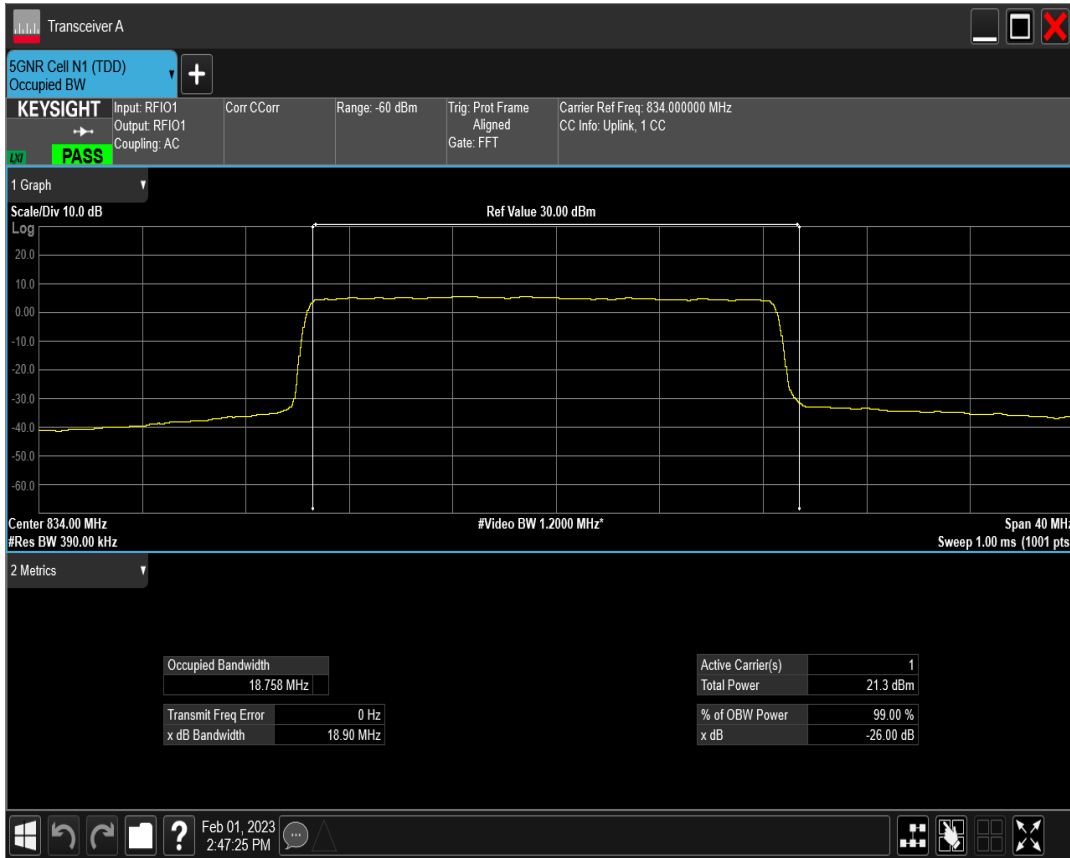 Transceiver A
5GNR Cell N1 (TDD)
Occupied BW
+
KEYSIGHT
LXI
PASS
Input: RFIO1
Output: RFIO1
Coupling: AC
Corr CCorr
Range: -60 dBm
Trig: Prot Frame
Aligned
Gate: FFT
Carrier Ref Freq: 834.000000 MHz
CC Info: Uplink, 1 CC
1 Graph
Scale/Div 10.0 dB
Ref Value 30.00 dBm
Log
20.0
10.0
0.00
-10.0
-20.0
-30.0
-40.0
-50.0
-60.0
Center 834.00 MHz
#Video BW 1.2000 MHz*
Span 40 MHz
#Res BW 390.00 kHz
Sweep 1.00 ms (1001 pts
2 Metrics
Occupied Bandwidth
18.758 MHz
Transmit Freq Error 0 Hz
x dB Bandwidth 18.90 MHz
Active Carrier(s) 1
Total Power 21.3 dBm
% of OBW Power 99.00 %
x dB -26.00 dB
?
Feb 01, 2023
2:47:25 PM